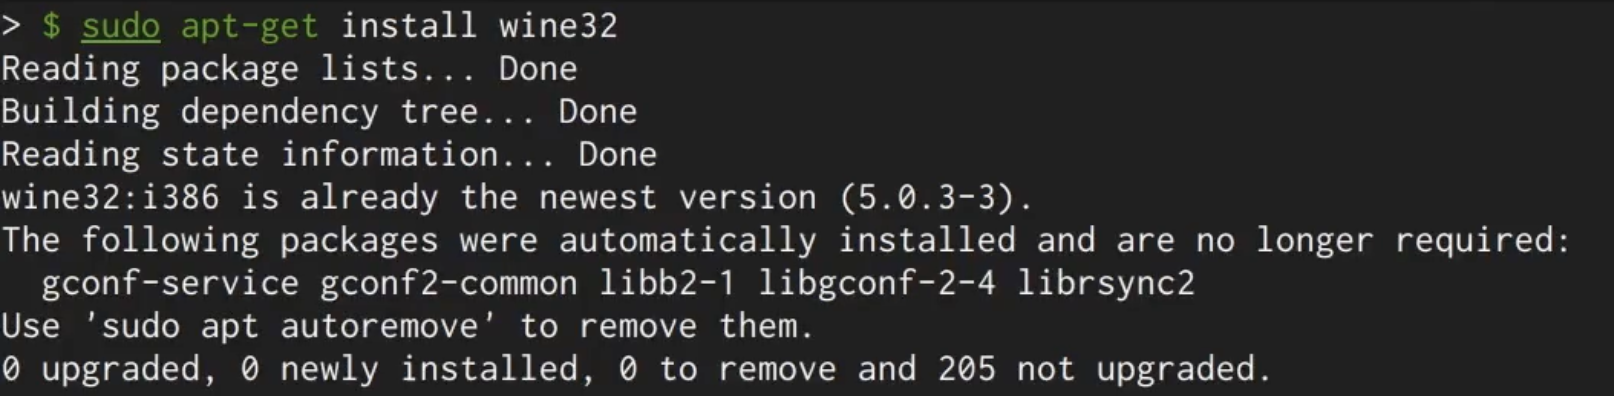 > $ sudo apt-get install wine32
Reading package lists... Done
Building dependency tree... Done
Reading state information... Done
wine32:i386 is already the newest version (5.0.3-3).
The following packages were automatically installed and are no longer required:
  gconf-service gconf2-common libb2-1 libgconf-2-4 librsync2
Use 'sudo apt autoremove' to remove them.
0 upgraded, 0 newly installed, 0 to remove and 205 not upgraded.